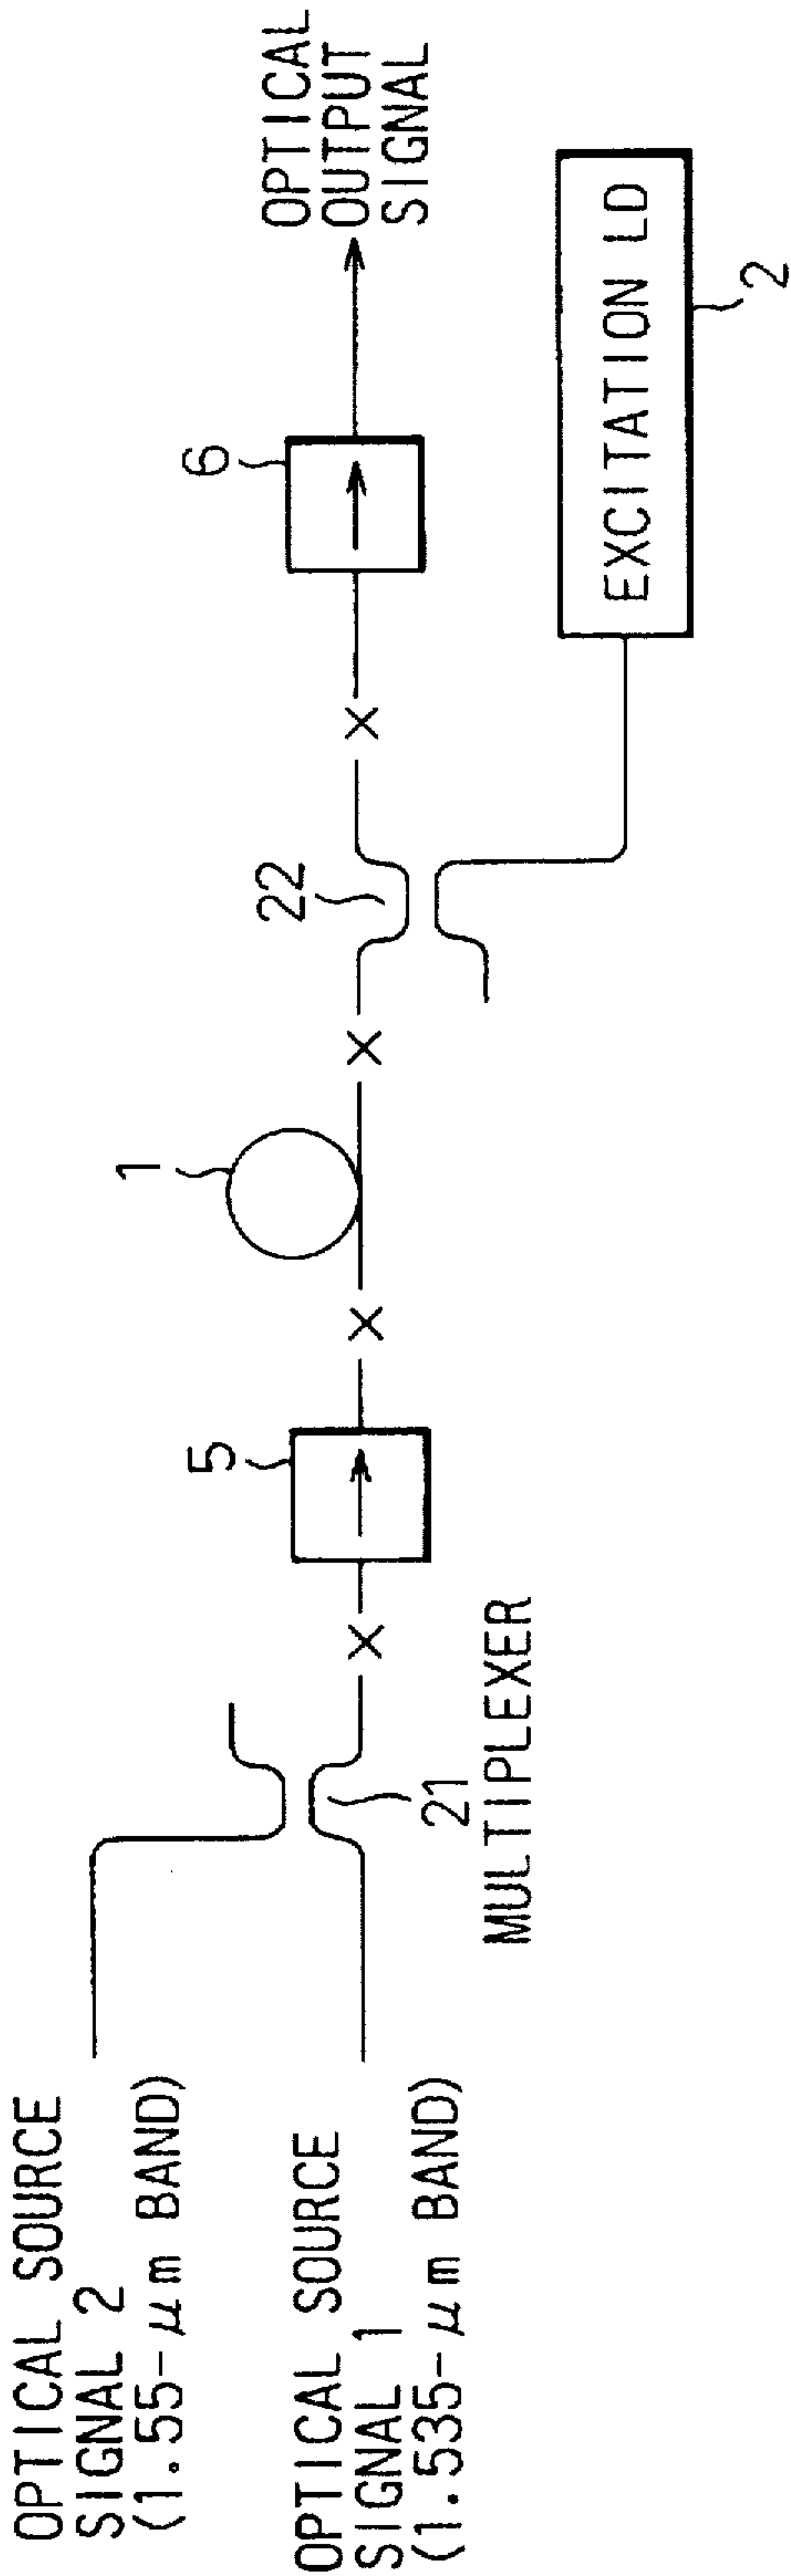 OPTICAL SOURCE
SIGNAL 2
(1.55-μm BAND)
OPTICAL SOURCE
SIGNAL 1
(1.535-μm BAND)
21
MULTIPLEXER
5
x
x
1
x
22
x
6
OPTICAL
OUTPUT
SIGNAL
EXCITATION LD
2